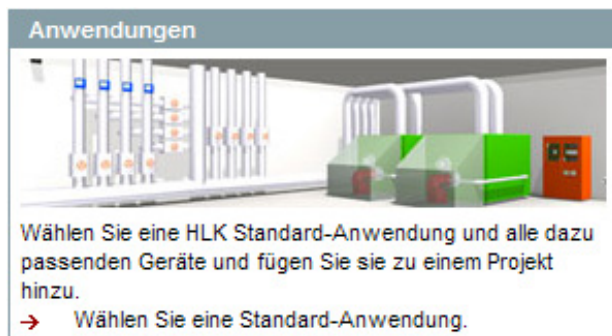 Anwendungen
Wählen Sie eine HLK Standard-Anwendung und alle dazu
passenden Geräte und fügen Sie sie zu einem Projekt
hinzu.
→ Wählen Sie eine Standard-Anwendung.